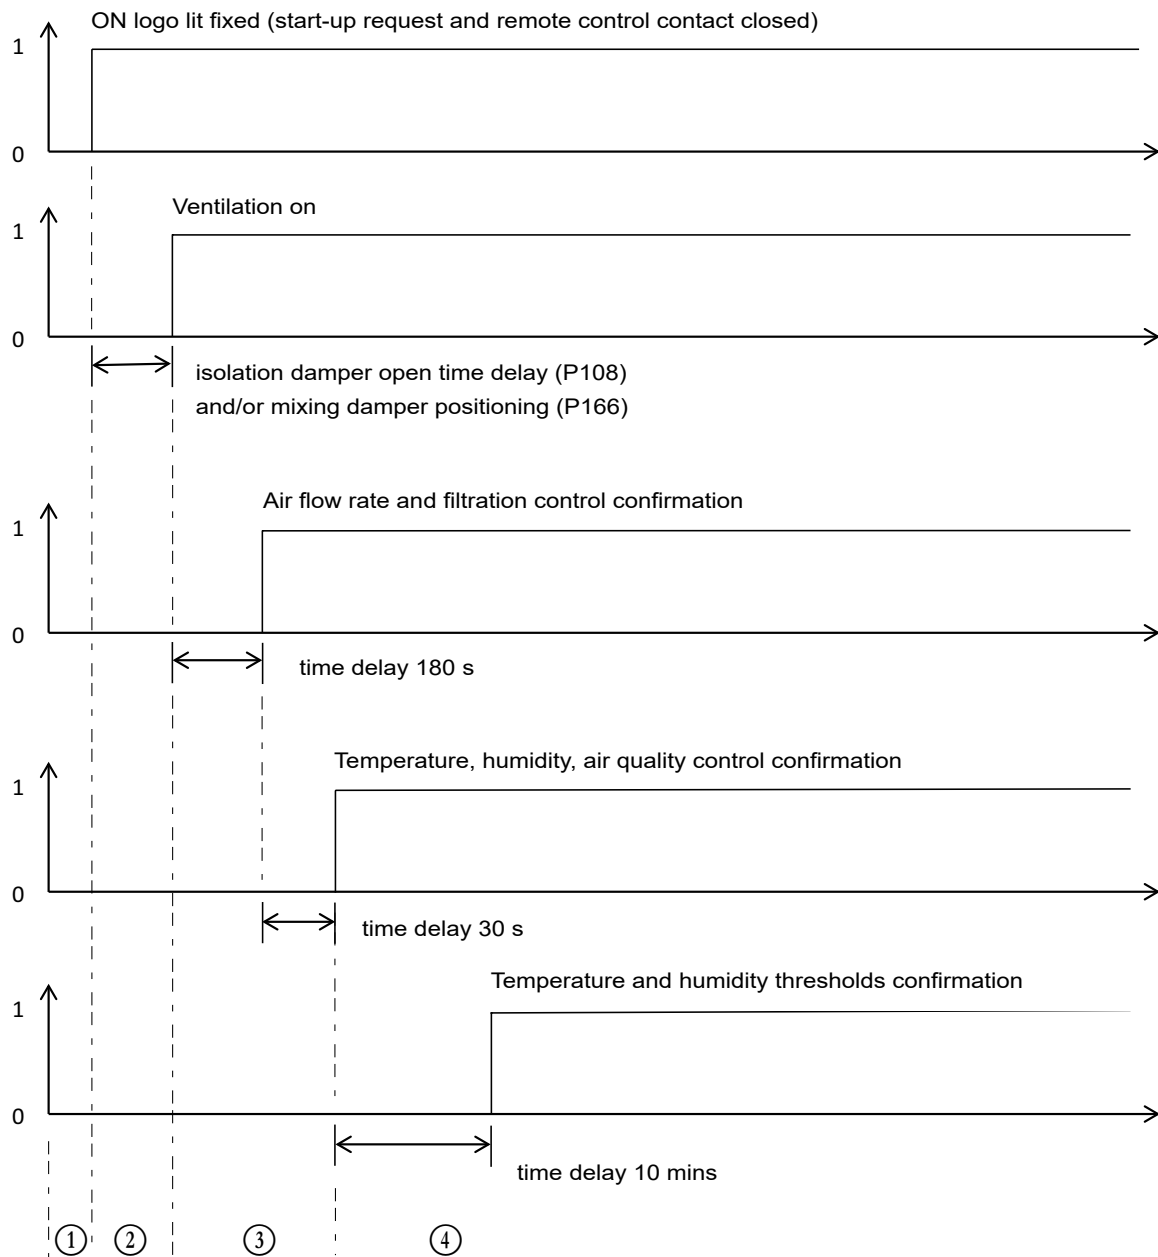 ON logo lit fixed (start-up request and remote control contact closed)
1
0
Ventilation on
1
0
isolation damper open time delay (P108)
and/or mixing damper positioning (P166)
Air flow rate and filtration control confirmation
1
0
time delay 180 s
Temperature, humidity, air quality control confirmation
1
0
time delay 30 s
Temperature and humidity thresholds confirmation
1
0
time delay 10 mins
① ② ③ ④